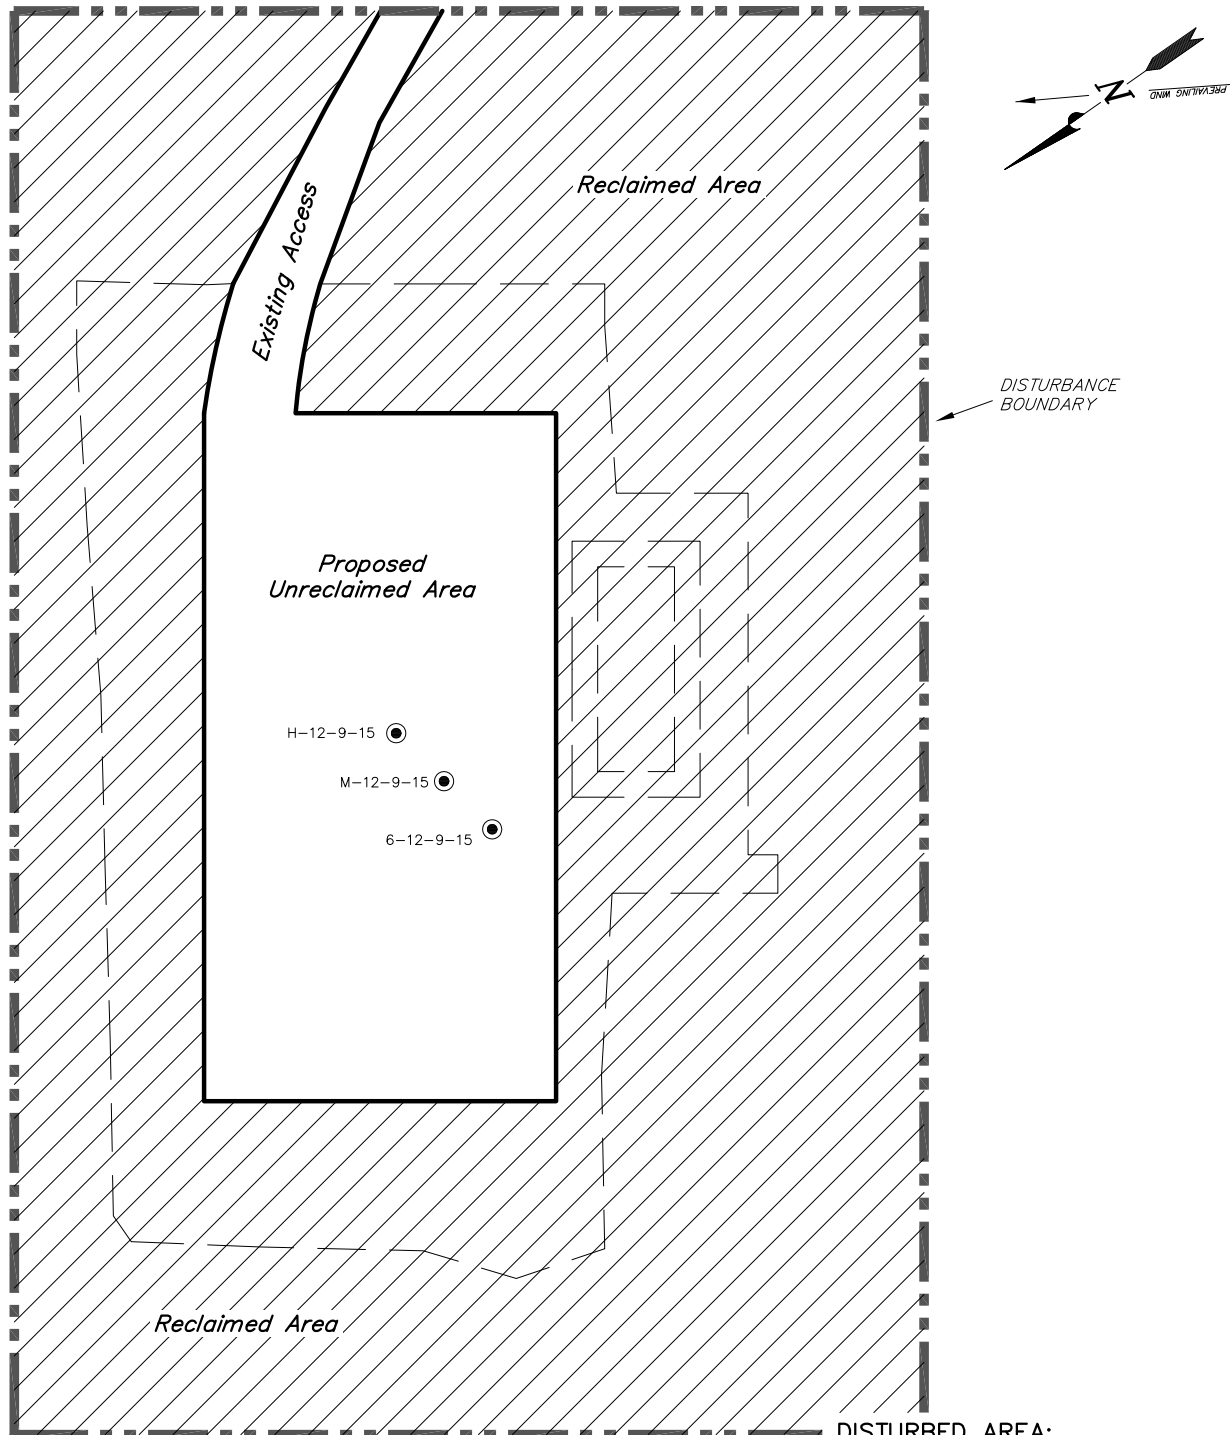 N
PREVAILING WIND
Reclaimed Area
Existing Access
DISTURBANCE
BOUNDARY
Proposed
Unreclaimed Area
H-12-9-15
M-12-9-15
6-12-9-15
Reclaimed Area
DISTURBED AREA: